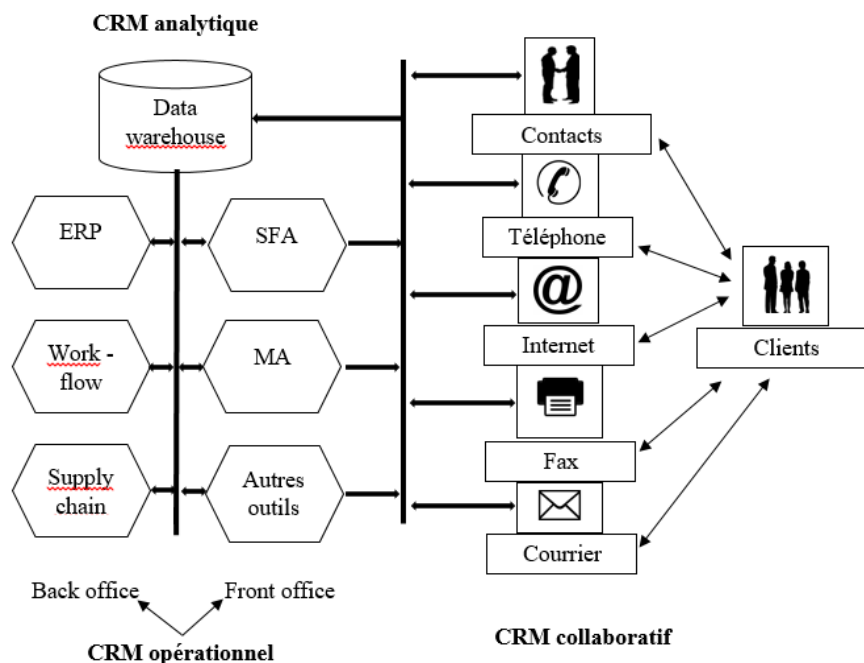 CRM analytique
Data
warehouse
ERP
SFA
Work -
flow
MA
Supply
chain
Autres
outils
Back office
Front office
CRM opérationnel
Contacts
Téléphone
@
Internet
Fax
Courrier
Clients
CRM collaboratif